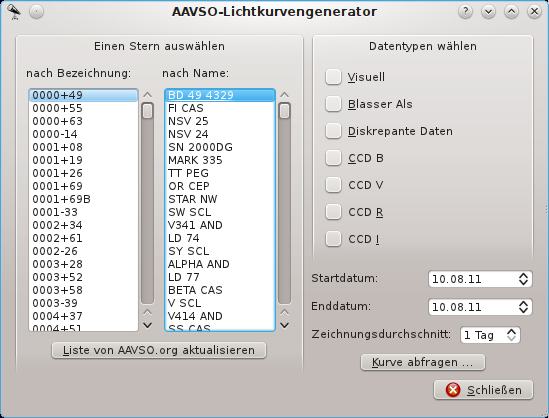 AAVSO-Lichtkurvengenerator
Einen Stern auswählen
nach Bezeichnung:
nach Name:
0000+49
0000+55
0000+63
0000-14
0001+08
0001+19
0001+26
0001+69
0001+69B
0001-33
0002+34
0002+61
0002-26
0003+28
0003+52
0003+58
0003-39
0004+37
0004+51
BD 49 4329
FI CAS
NSV 25
NSV 24
SN 2000DG
MARK 335
TT PEG
OR CEP
STAR NW
SW SCL
V341 AND
LD 74
SY SCL
ALPHA AND
LD 77
BETA CAS
V SCL
V414 AND
SS CAS
Liste von AAVSO.org aktualisieren
Datentypen wählen
Visuell
Blasser Als
Diskrepante Daten
CCD B
CCD V
CCD R
CCD I
Startdatum: 10.08.11
Enddatum: 10.08.11
Zeichnungsdurchschnitt: 1 Tag
Kurve abfragen ...
Schließen